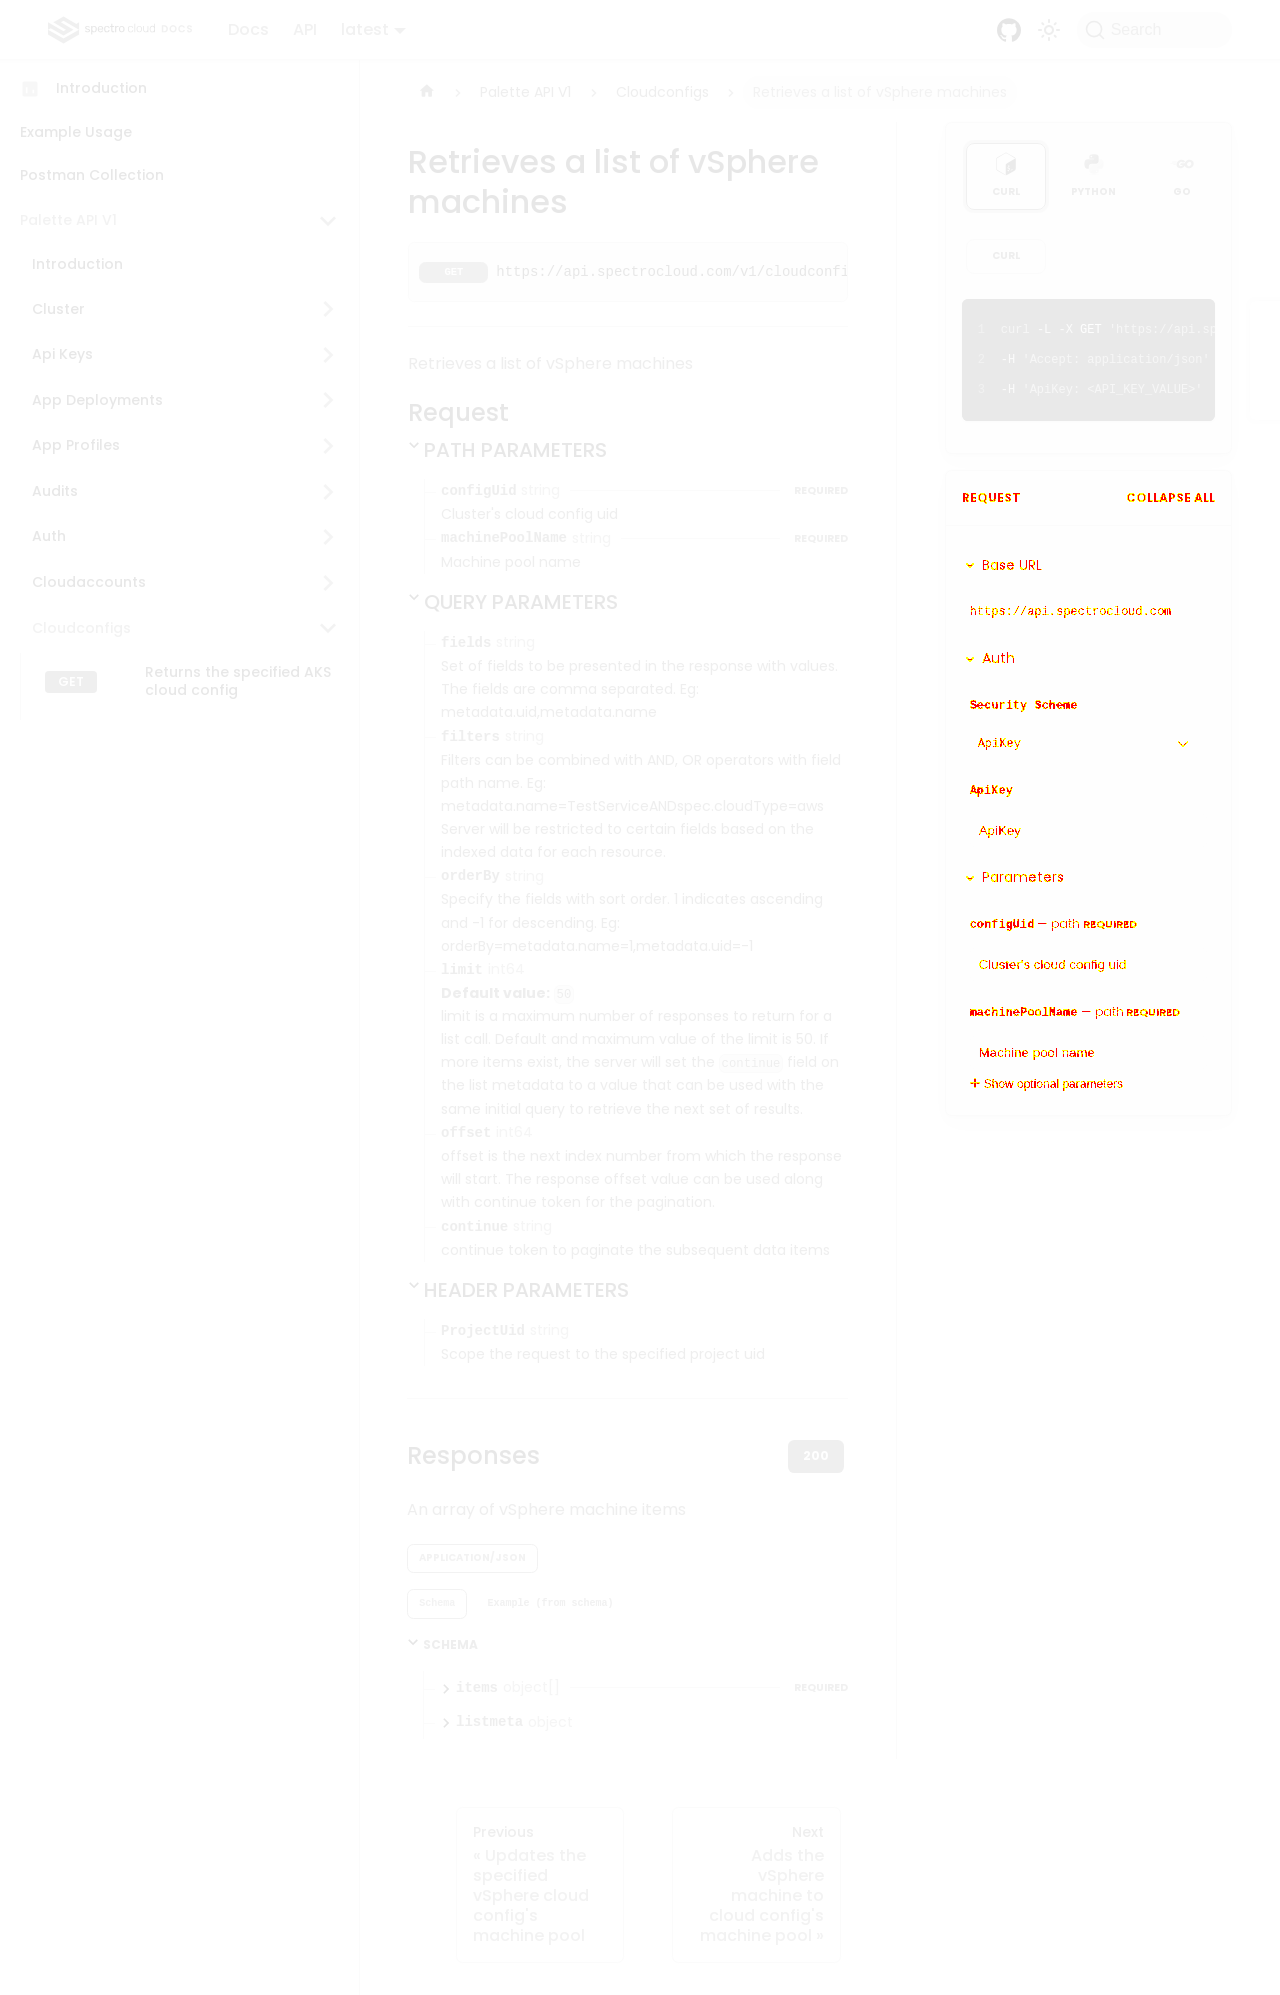 spectro cloud DOCS
Docs
API
latest
Search
Introduction
Example Usage
Postman Collection
Palette API V1
Introduction
Cluster
Api Keys
App Deployments
App Profiles
Audits
Auth
Cloudaccounts
Cloudconfigs
GET
Returns the specified AKS
cloud config
Palette API V1
Cloudconfigs
Retrieves a list of vSphere machines
Retrieves a list of vSphere
machines
GET
https://api.spectrocloud.com/v1/cloudconfi
Retrieves a list of vSphere machines
Request
PATH PARAMETERS
configUid string REQUIRED
Cluster's cloud config uid
machinePoolName string REQUIRED
Machine pool name
QUERY PARAMETERS
fields string
Set of fields to be presented in the response with values.
The fields are comma separated. Eg:
metadata.uid,metadata.name
filters string
Filters can be combined with AND, OR operators with field
path name. Eg:
metadata.name=TestServiceANDspec.cloudType=aws
Server will be restricted to certain fields based on the
indexed data for each resource.
orderBy string
Specify the fields with sort order. 1 indicates ascending
and -1 for descending. Eg:
orderBy=metadata.name=1,metadata.uid=-1
limit int64
Default value: 50
limit is a maximum number of responses to return for a
list call. Default and maximum value of the limit is 50. If
more items exist, the server will set the continue field on
the list metadata to a value that can be used with the
same initial query to retrieve the next set of results.
offset int64
offset is the next index number from which the response
will start. The response offset value can be used along
with continue token for the pagination.
continue string
continue token to paginate the subsequent data items
HEADER PARAMETERS
ProjectUid string
Scope the request to the specified project uid
Responses
200
An array of vSphere machine items
APPLICATION/JSON
Schema
Example (from schema)
SCHEMA
items object[] REQUIRED
listmeta object
Previous
« Updates the
specified
vSphere cloud
config's
machine pool
Next
Adds the
vSphere
machine to
cloud config's
machine pool »
CURL
PYTHON
GO
CURL
1 curl -L -X GET 'https://api.sp
2 -H 'Accept: application/json'
3 -H 'ApiKey: <API_KEY_VALUE>'
REQUEST
COLLAPSE ALL
Base URL
https://api.spectrocloud.com
Auth
Security Scheme
ApiKey
ApiKey
ApiKey
Parameters
configUid — path REQUIRED
Cluster's cloud config uid
machinePoolName — path REQUIRED
Machine pool name
Show optional parameters